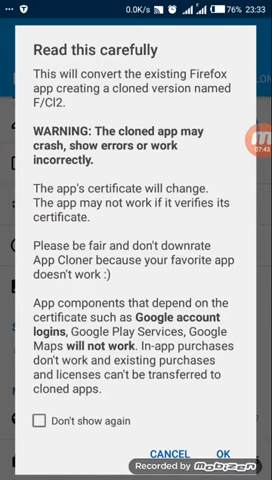 0.0K/s 76% 23:33
Read this carefully
This will convert the existing Firefox
app creating a cloned version named
F/Cl2.
WARNING: The cloned app may
crash, show errors or work
incorrectly.
The app's certificate will change.
The app may not work if it verifies its
certificate.
07:43
Please be fair and don't downrate
App Cloner because your favorite app
doesn't work :)
App components that depend on the
certificate such as Google account
logins, Google Play Services, Google
Maps will not work. In-app purchases
don't work and existing purchases
and licenses can't be transferred to
cloned apps.
Don't show again
CANCEL OK
Recorded by mobizen